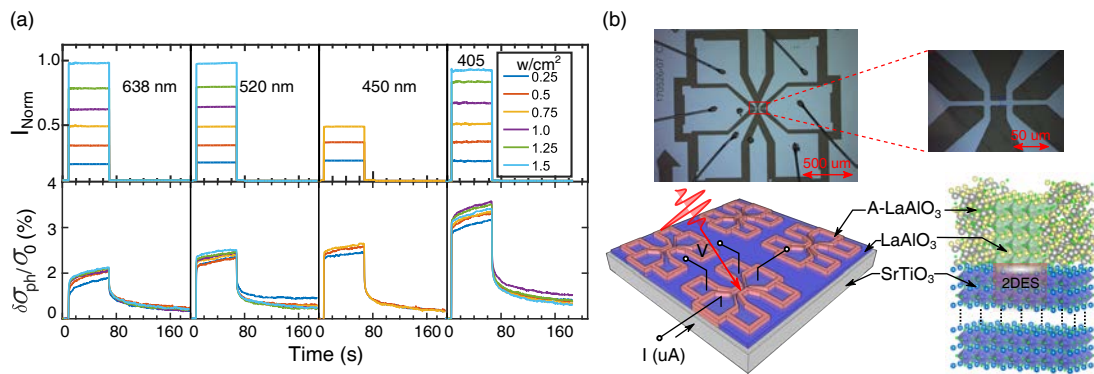 (a)
I_Norm
1.0
0.5
638 nm
520 nm
450 nm
405
w/cm²
0.25
0.5
0.75
1.0
1.25
1.5
δσ_ph/σ_0 (%)
3
2
1
0
0 80 160
0 80 160
0 80 160
0 80 160
Time (s)
(b)
500 um
50 um
V
I (uA)
A-LaAlO₃
LaAlO₃
SrTiO₃
2DES